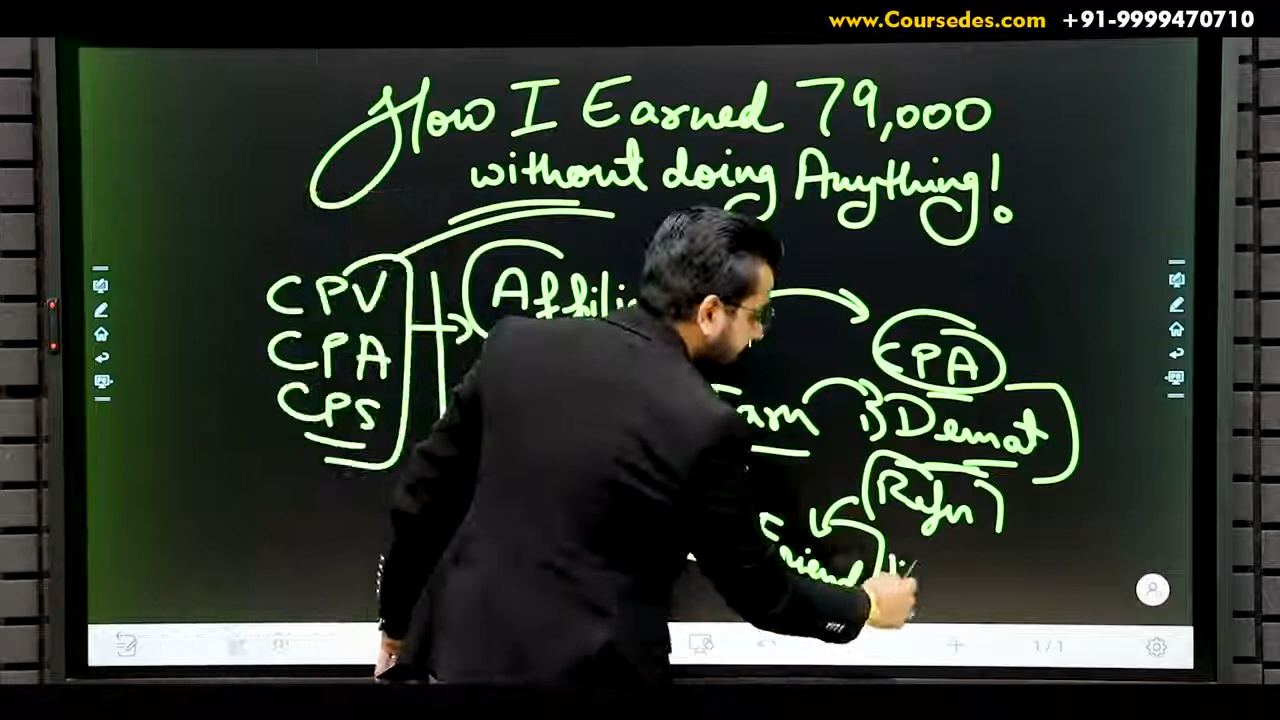 www.Coursedes.com +91-9999470710
How I Earned 79,000
without doing Anything!
CPV
CPA
CPS
CPA
Demat
Refer
Friend
1/1